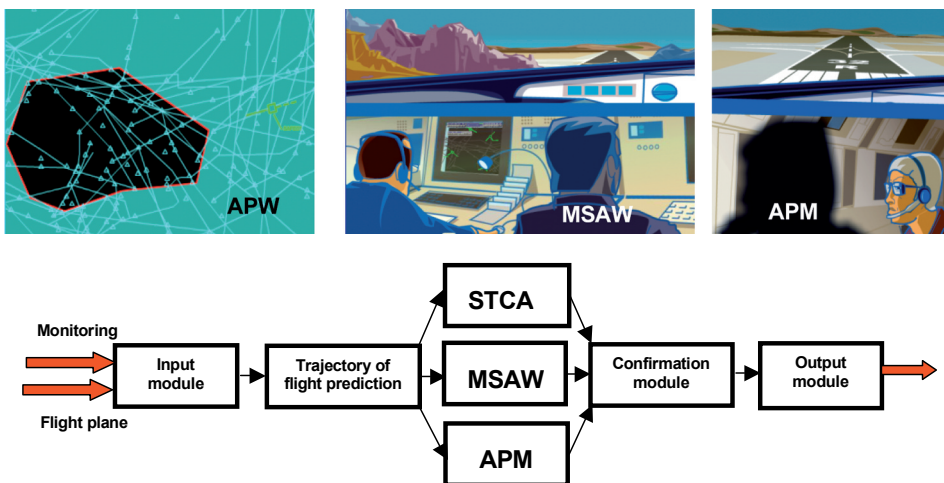 APW
MSAW
APM
STCA
Monitoring
Input
module
Trajectory of
flight prediction
MSAW
Confirmation
module
Output
module
Flight plane
APM